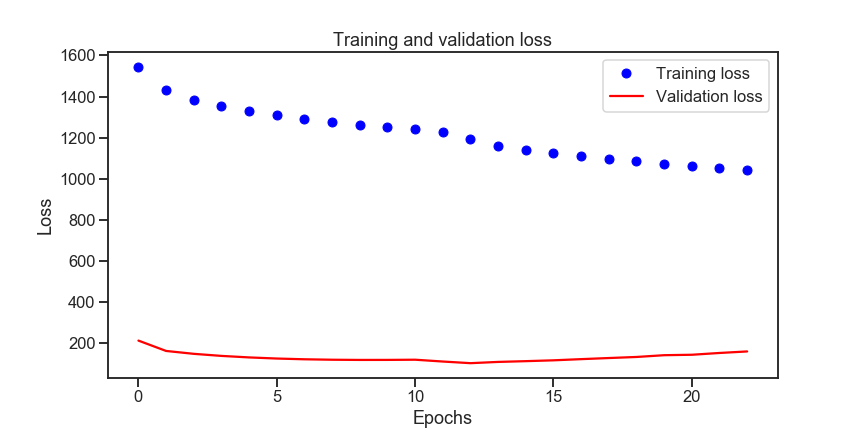 Training and validation loss
1600
1400
1200
1000
800
600
400
200
Loss
Training loss
Validation loss
0 5 10 15 20
Epochs